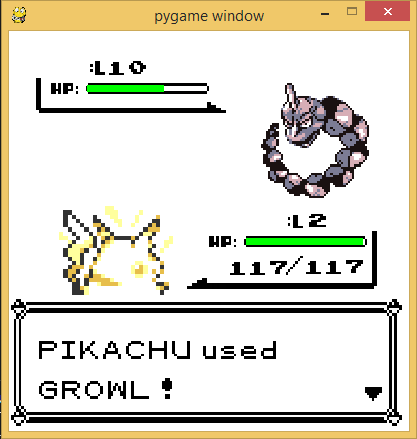 pygame window
:L10
HP:
:L2
HP:
117/117
PIKACHU used
GROWL!